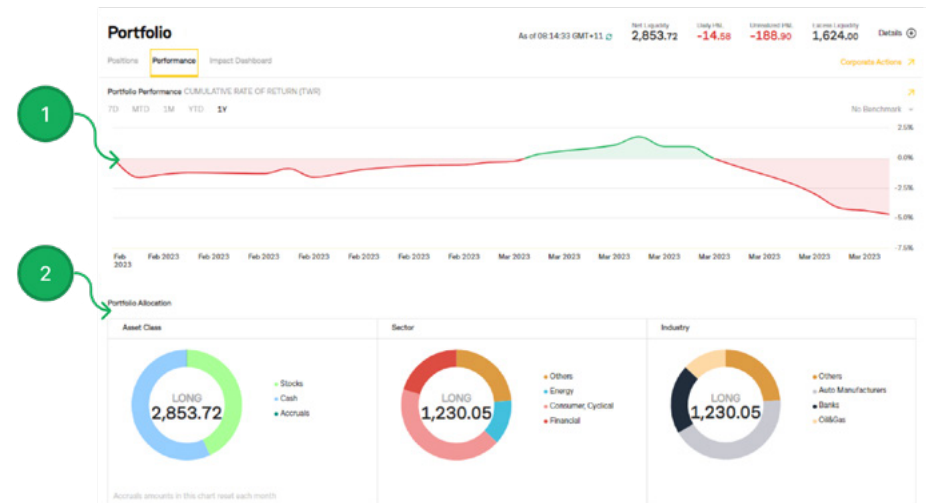 Portfolio
As of 08:14:33 GMT+11
Net Liquidity
2,853.72
Daily P&L
-14.58
Unrealized P&L
-188.90
Excess Liquidity
1,624.00
Details
Positions Performance Impact Dashboard
Corporate Actions
1
Portfolio Performance CUMULATIVE RATE OF RETURN (TWR)
7D MTD 1M YTD 1Y
No Benchmark
2.5%
0.0%
-2.5%
-5.0%
-7.5%
Feb 2023 Feb 2023 Feb 2023 Feb 2023 Feb 2023 Feb 2023 Feb 2023 Feb 2023 Mar 2023 Mar 2023 Mar 2023 Mar 2023 Mar 2023 Mar 2023 Mar 2023 Mar 2023
2
Portfolio Allocation
Asset Class
LONG
2,853.72
Stocks
Cash
Accruals
Accruals amounts in this chart reset each month
Sector
LONG
1,230.05
Others
Energy
Consumer, Cyclical
Financial
Industry
LONG
1,230.05
Others
Auto Manufacturers
Banks
Oil&Gas